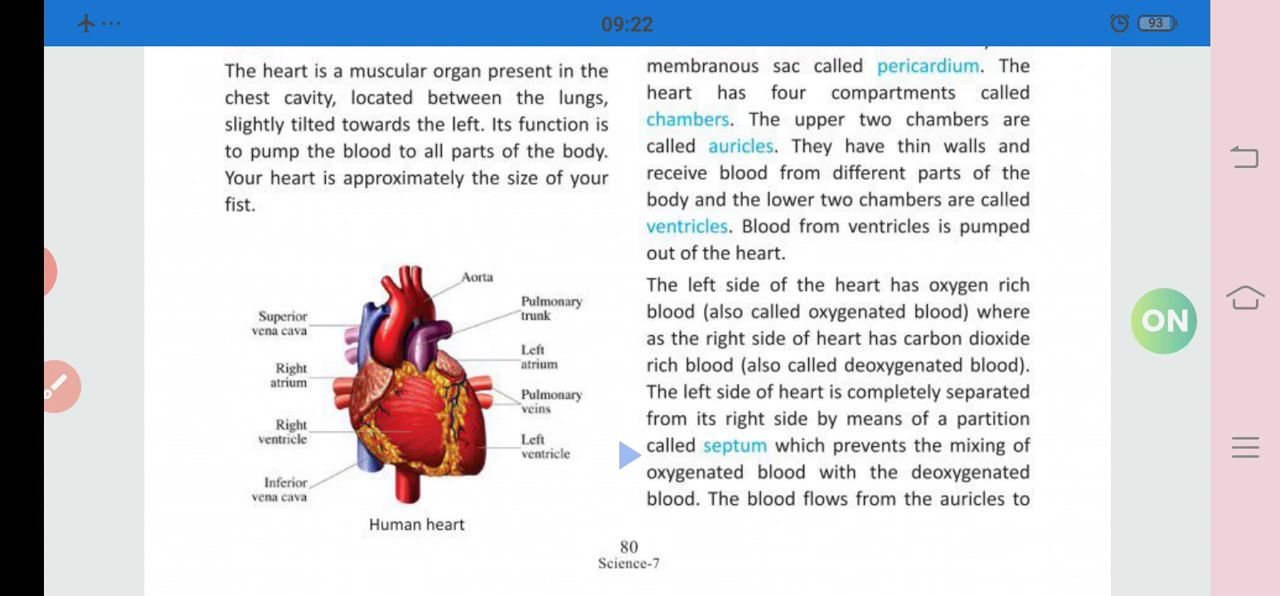 09:22
93
The heart is a muscular organ present in the
chest cavity, located between the lungs,
slightly tilted towards the left. Its function is
to pump the blood to all parts of the body.
Your heart is approximately the size of your
fist.
Aorta
Pulmonary
trunk
Superior
vena cava
Left
atrium
Right
atrium
Pulmonary
veins
Right
ventricle
Left
ventricle
Inferior
vena cava
Human heart
membranous sac called pericardium. The
heart has four compartments called
chambers. The upper two chambers are
called auricles. They have thin walls and
receive blood from different parts of the
body and the lower two chambers are called
ventricles. Blood from ventricles is pumped
out of the heart.
The left side of the heart has oxygen rich
blood (also called oxygenated blood) where
as the right side of heart has carbon dioxide
rich blood (also called deoxygenated blood).
The left side of heart is completely separated
from its right side by means of a partition
called septum which prevents the mixing of
oxygenated blood with the deoxygenated
blood. The blood flows from the auricles to
80
Science-7
ON